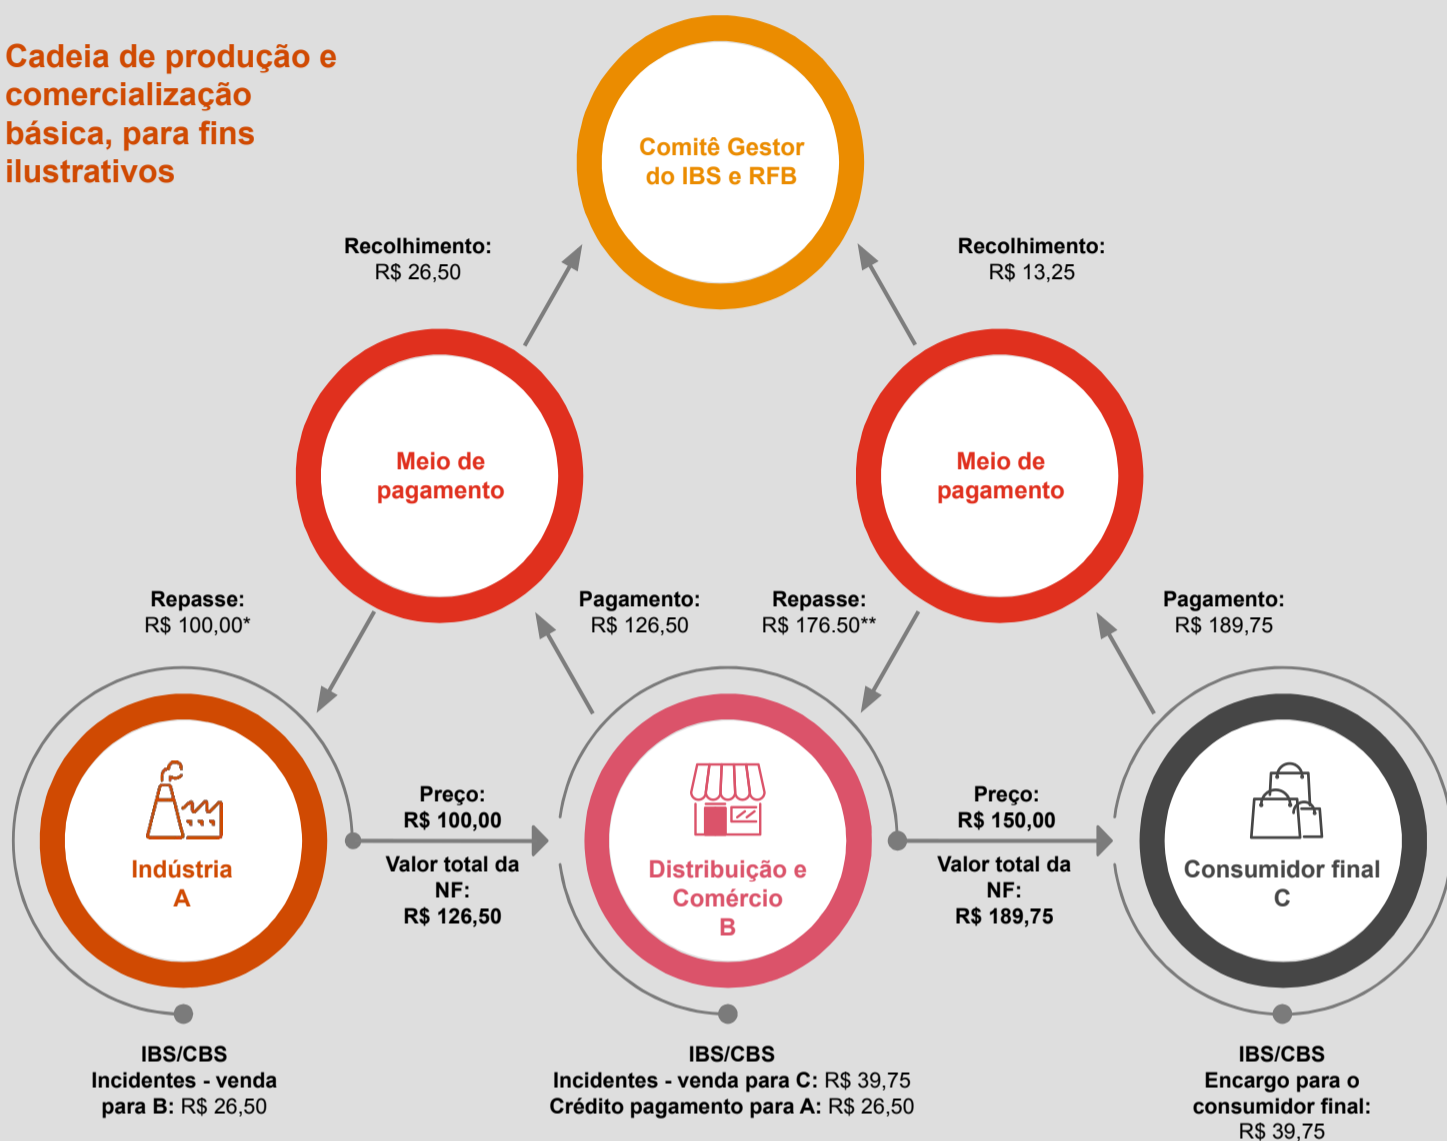 Cadeia de produção e
comercialização
básica, para fins
ilustrativos
Comitê Gestor
do IBS e RFB
Recolhimento:
R$ 26,50
Recolhimento:
R$ 13,25
Meio de
pagamento
Meio de
pagamento
Repasse:
R$ 100,00*
Pagamento:
R$ 126,50
Repasse:
R$ 176.50**
Pagamento:
R$ 189,75
Indústria
A
Preço:
R$ 100,00
Valor total da
NF:
R$ 126,50
Distribuição e
Comércio
B
Preço:
R$ 150,00
Valor total da
NF:
R$ 189,75
Consumidor final
C
IBS/CBS
Incidentes - venda
para B: R$ 26,50
IBS/CBS
Incidentes - venda para C: R$ 39,75
Crédito pagamento para A: R$ 26,50
IBS/CBS
Encargo para o
consumidor final:
R$ 39,75